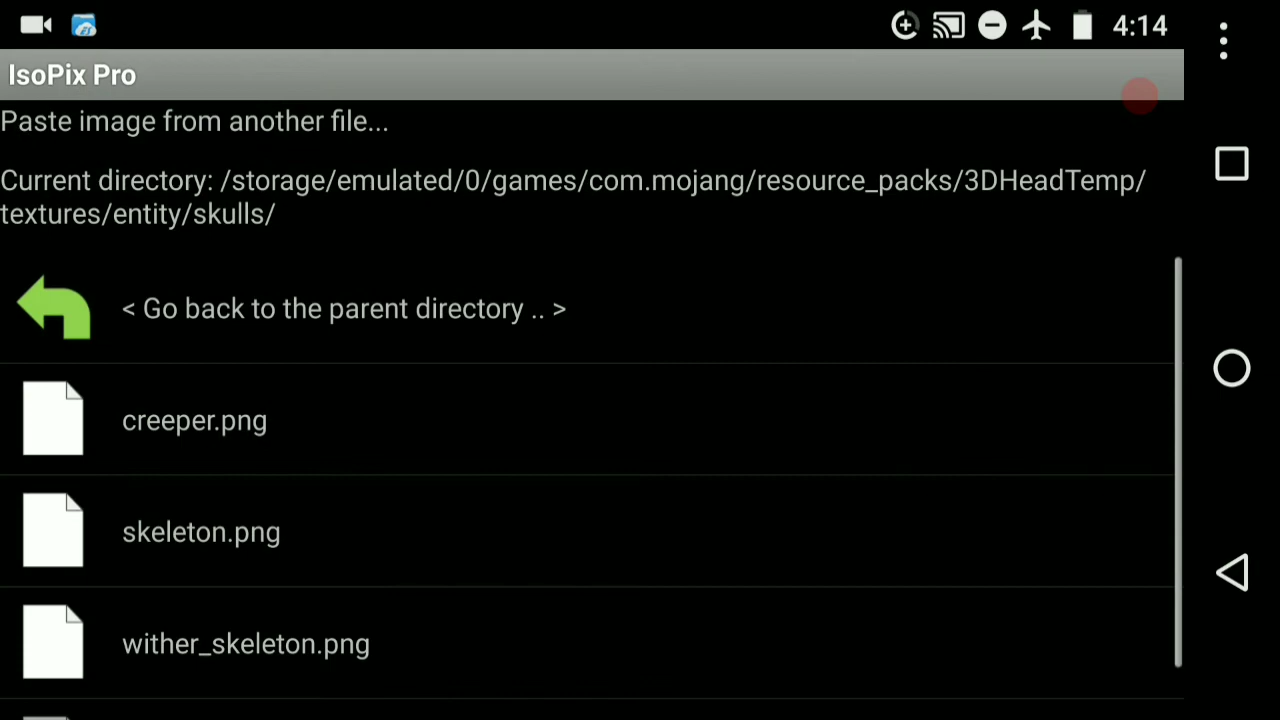 4:14
IsoPix Pro
Paste image from another file...
Current directory: /storage/emulated/0/games/com.mojang/resource_packs/3DHeadTemp/
textures/entity/skulls/
< Go back to the parent directory .. >
creeper.png
skeleton.png
wither_skeleton.png